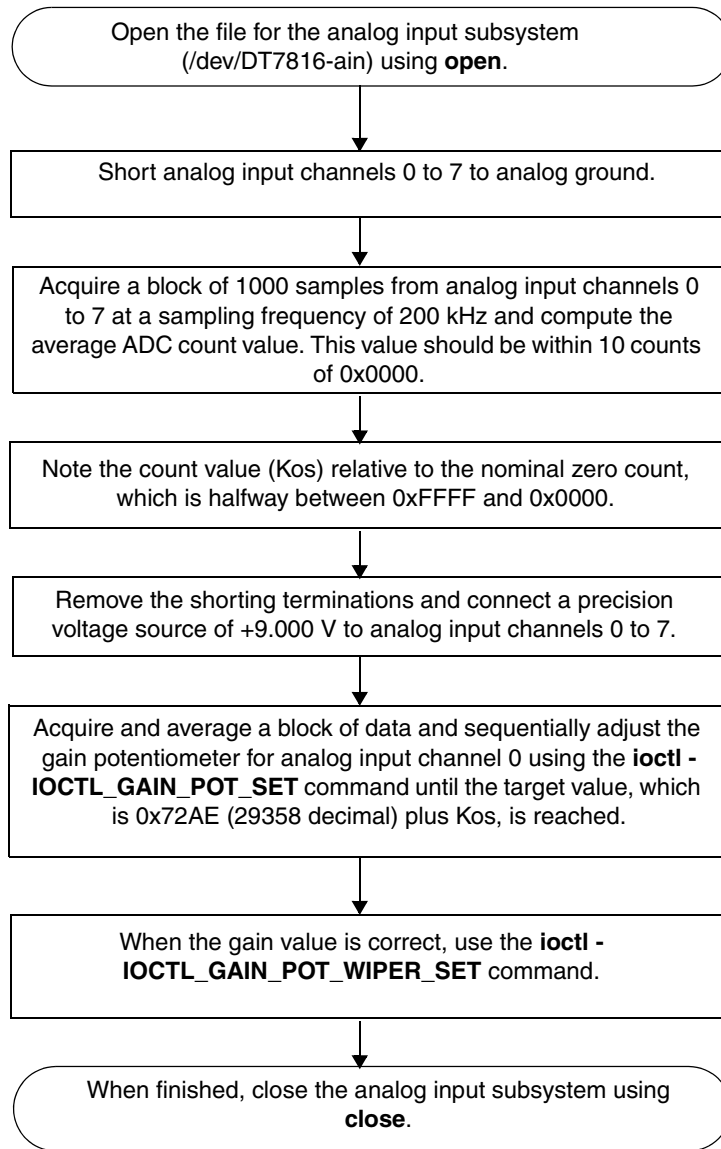 Open the file for the analog input subsystem
(/dev/DT7816-ain) using open.
Short analog input channels 0 to 7 to analog ground.
Acquire a block of 1000 samples from analog input channels 0
to 7 at a sampling frequency of 200 kHz and compute the
average ADC count value. This value should be within 10 counts
of 0x0000.
Note the count value (Kos) relative to the nominal zero count,
which is halfway between 0xFFFF and 0x0000.
Remove the shorting terminations and connect a precision
voltage source of +9.000 V to analog input channels 0 to 7.
Acquire and average a block of data and sequentially adjust the
gain potentiometer for analog input channel 0 using the ioctl -
IOCTL_GAIN_POT_SET command until the target value, which
is 0x72AE (29358 decimal) plus Kos, is reached.
When the gain value is correct, use the ioctl -
IOCTL_GAIN_POT_WIPER_SET command.
When finished, close the analog input subsystem using
close.